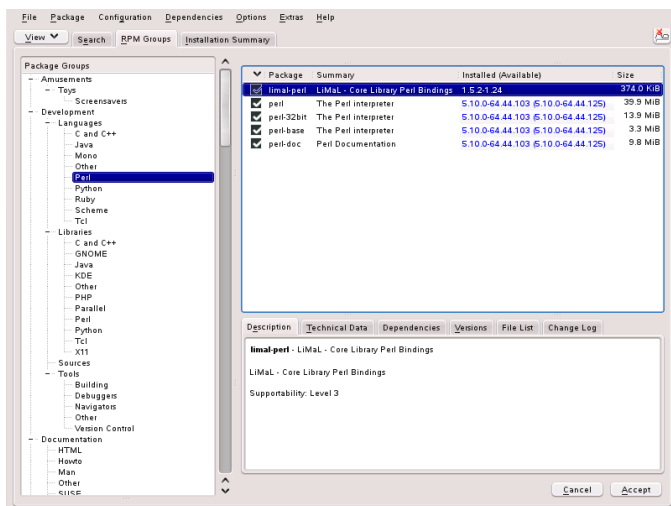 File Package Configuration Dependencies Options Extras Help
View Search RPM Groups Installation Summary
Package Groups
Amusements
Toys
Screensavers
Development
Languages
C and C++
Java
Mono
Other
Perl
Python
Ruby
Scheme
Tcl
Libraries
C and C++
GNOME
Java
KDE
Other
PHP
Parallel
Perl
Python
Tcl
X11
Sources
Tools
Building
Debuggers
Navigators
Other
Version Control
Documentation
HTML
Howto
Man
Other
SUSE
Package Summary Installed (Available) Size
limal-perl LiMaL - Core Library Perl Bindings 1.5.2-1.24 374.0 KiB
perl The Perl interpreter 5.10.0-64.44.103 (5.10.0-64.44.125) 39.9 MiB
perl-32bit The Perl interpreter 5.10.0-64.44.103 (5.10.0-64.44.125) 13.9 MiB
perl-base The Perl interpreter 5.10.0-64.44.103 (5.10.0-64.44.125) 3.3 MiB
perl-doc Perl Documentation 5.10.0-64.44.103 (5.10.0-64.44.125) 9.8 MiB
Description Technical Data Dependencies Versions File List Change Log
limal-perl - LiMaL - Core Library Perl Bindings
LiMaL - Core Library Perl Bindings
Supportability: Level 3
Cancel Accept